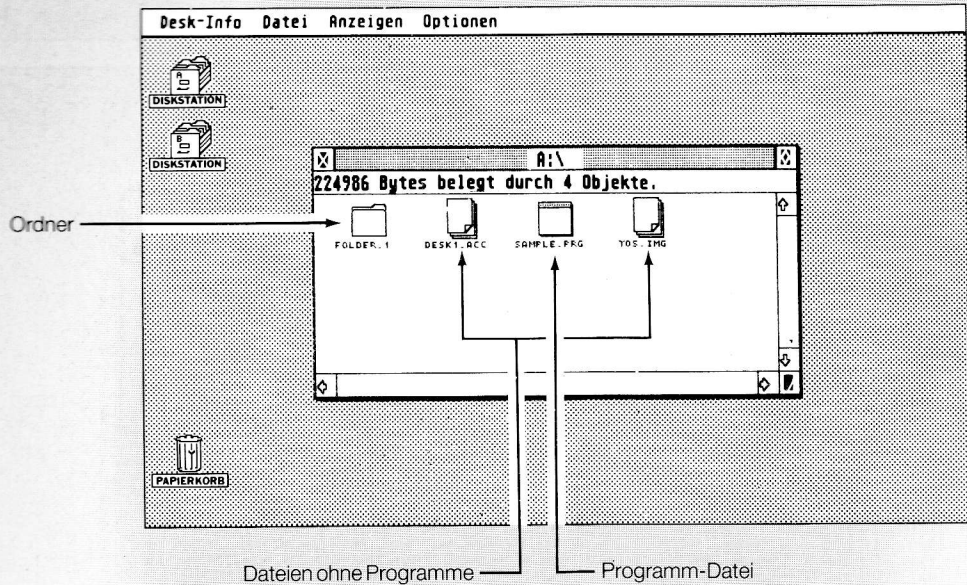 Desk-Info Datei Anzeigen Optionen
A
DISKSTATION
B
DISKSTATION
A:\
224986 Bytes belegt durch 4 Objekte.
Ordner
FOLDER.1 DESK1.ACC SAMPLE.PRG TOS.IMG
PAPIERKORB
Dateien ohne Programme
Programm-Datei